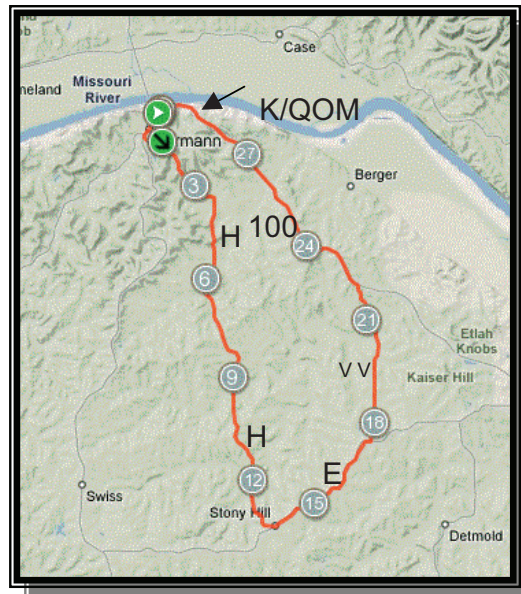 Case
Missouri
River
K/QOM
rmann
27
Berger
3
H
100
24
6
21
Etlah
Knobs
V V
Kaiser Hill
9
18
H
E
12
15
Swiss
Stony Hill
Detmold